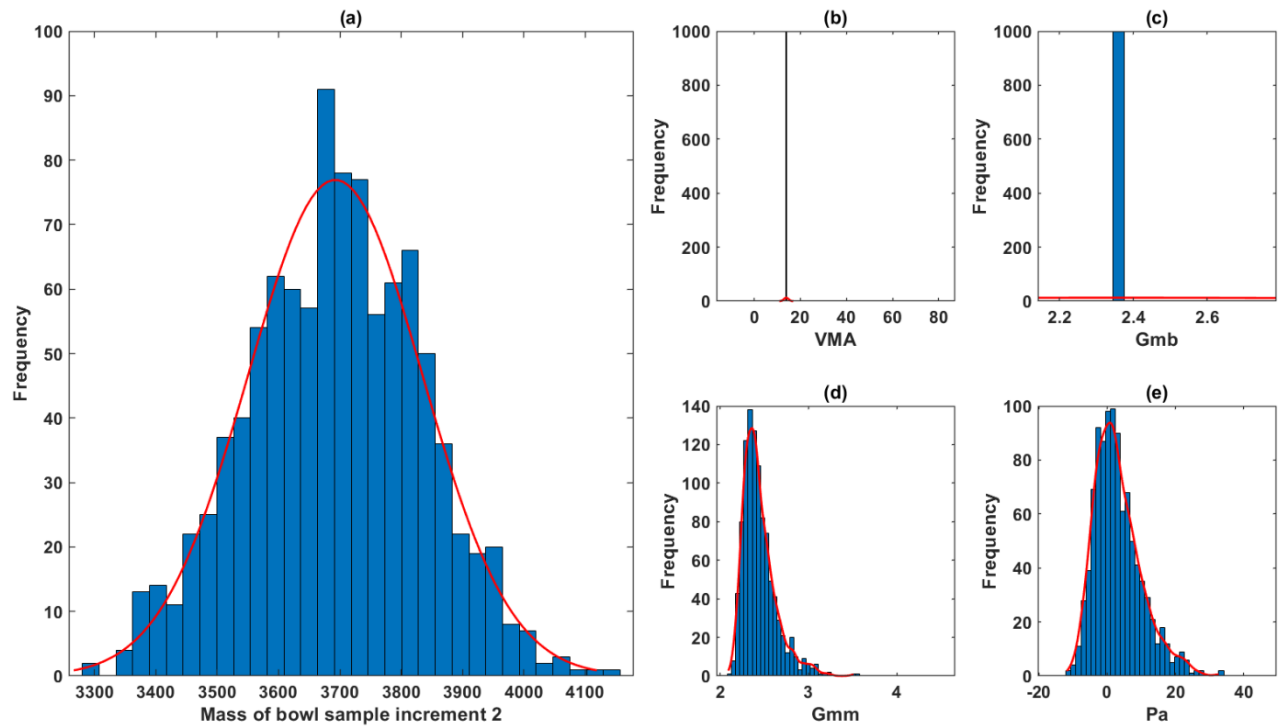 (a)
100
90
80
70
60
50
40
30
20
10
0
Frequency
3300 3400 3500 3600 3700 3800 3900 4000 4100
Mass of bowl sample increment 2
(b)
1000
800
600
400
200
0
Frequency
0 20 40 60 80
VMA
(c)
1000
800
600
400
200
0
Frequency
2.2 2.4 2.6
Gmb
(d)
140
120
100
80
60
40
20
0
Frequency
2 3 4
Gmm
(e)
100
80
60
40
20
0
Frequency
-20 0 20 40
Pa